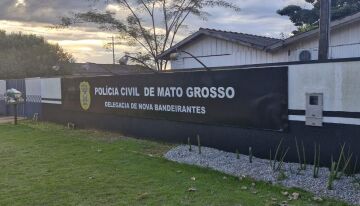 POLÍCIA CIVIL DE MATO GROSSO
DELEGACIA DE NOVA BANDEIRANTES